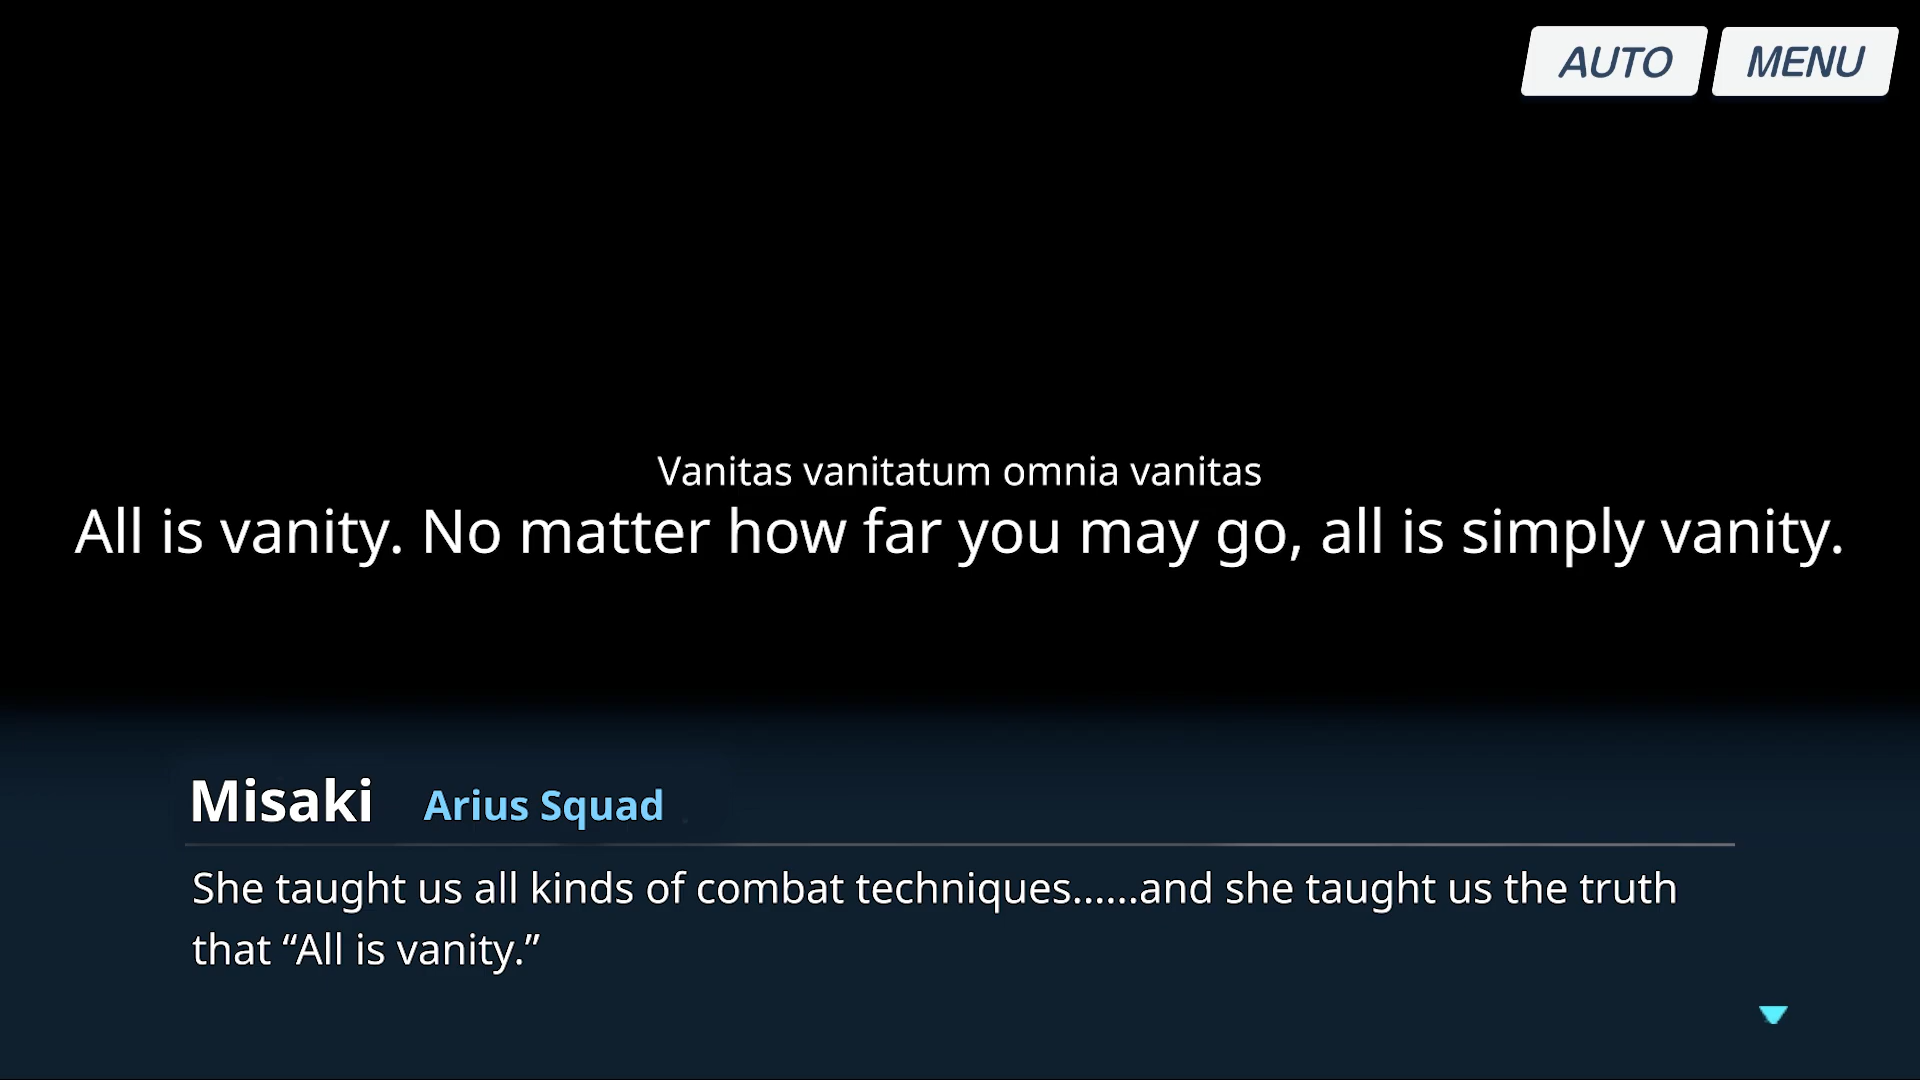 AUTO MENU
Vanitas vanitatum omnia vanitas
All is vanity. No matter how far you may go, all is simply vanity.
Misaki Arius Squad
She taught us all kinds of combat techniques......and she taught us the truth
that “All is vanity.”